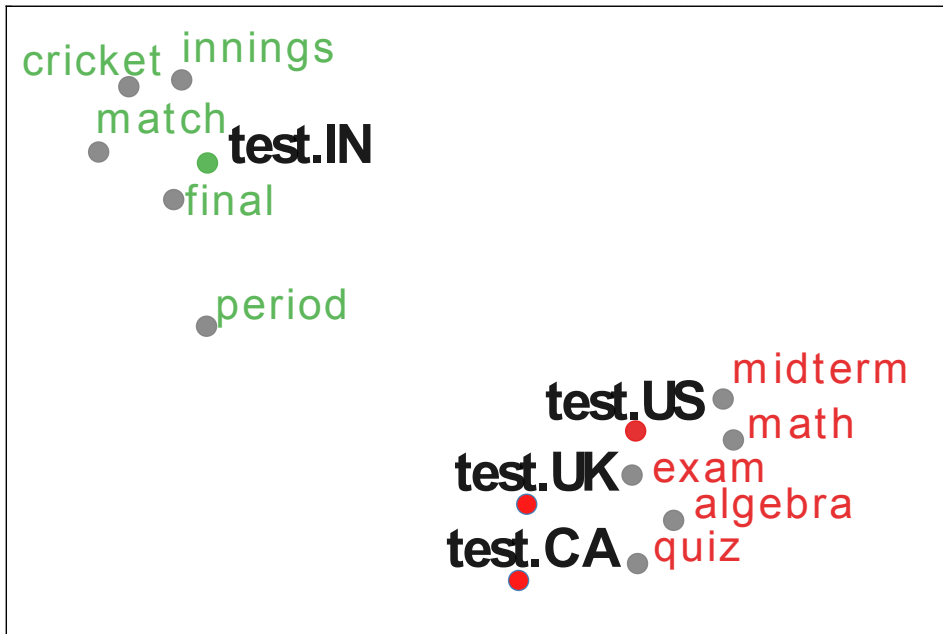 innings
cricket
match
test.IN
final
period
midterm
test.US
math
test.UK
exam
algebra
test.CA
quiz